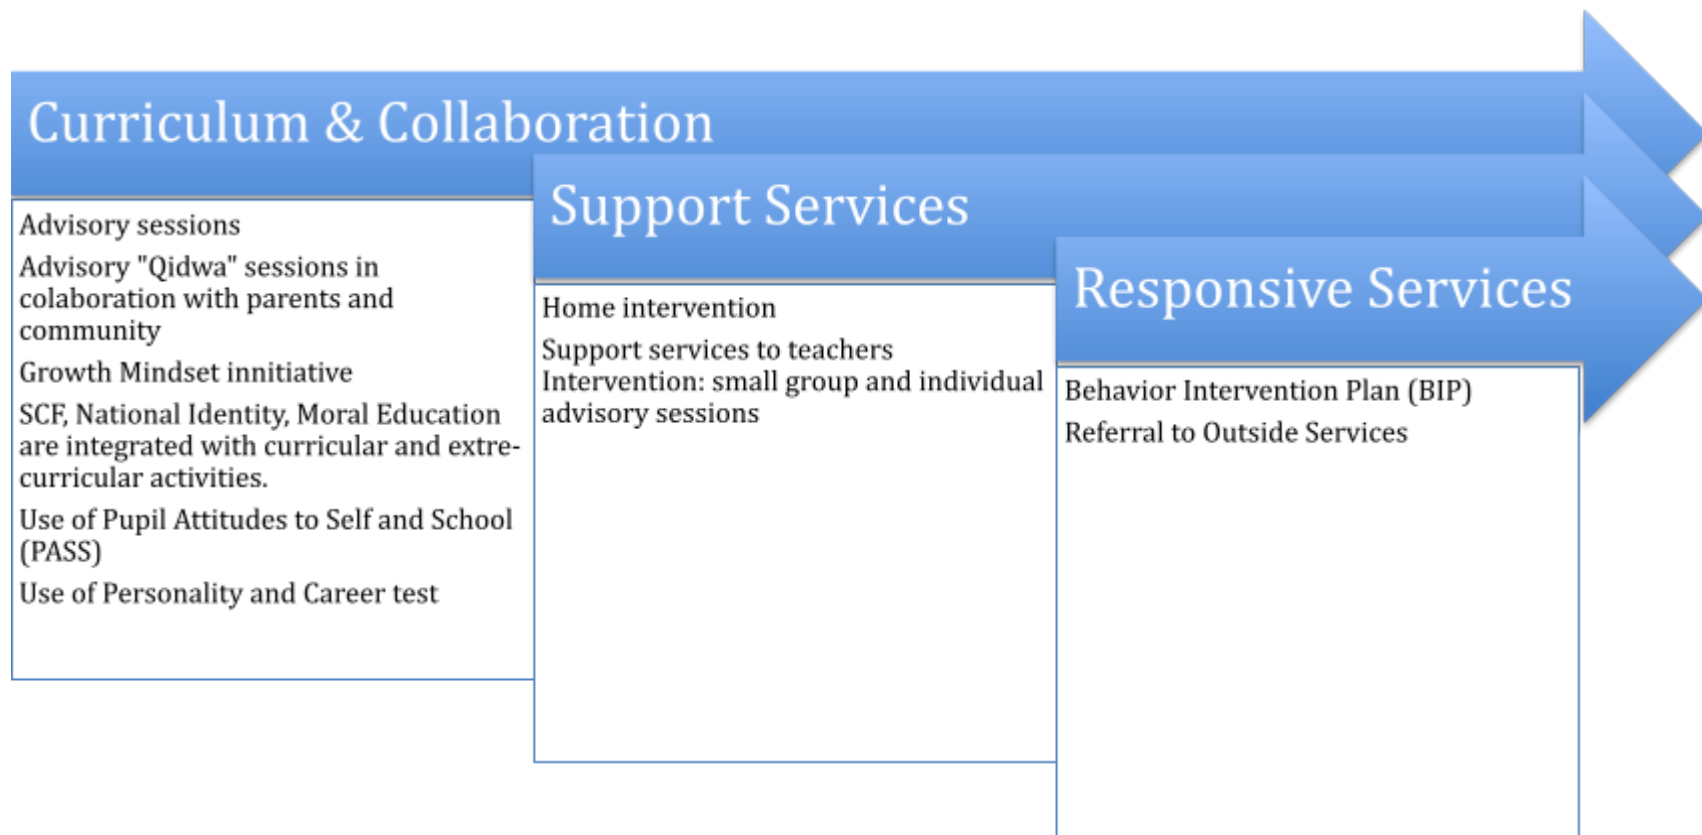 Curriculum & Collaboration
Advisory sessions
Advisory "Qidwa" sessions in
colaboration with parents and
community
Growth Mindset innitiative
SCF, National Identity, Moral Education
are integrated with curricular and extre-
curricular activities.
Use of Pupil Attitudes to Self and School
(PASS)
Use of Personality and Career test
Support Services
Home intervention
Support services to teachers
Intervention: small group and individual
advisory sessions
Responsive Services
Behavior Intervention Plan (BIP)
Referral to Outside Services